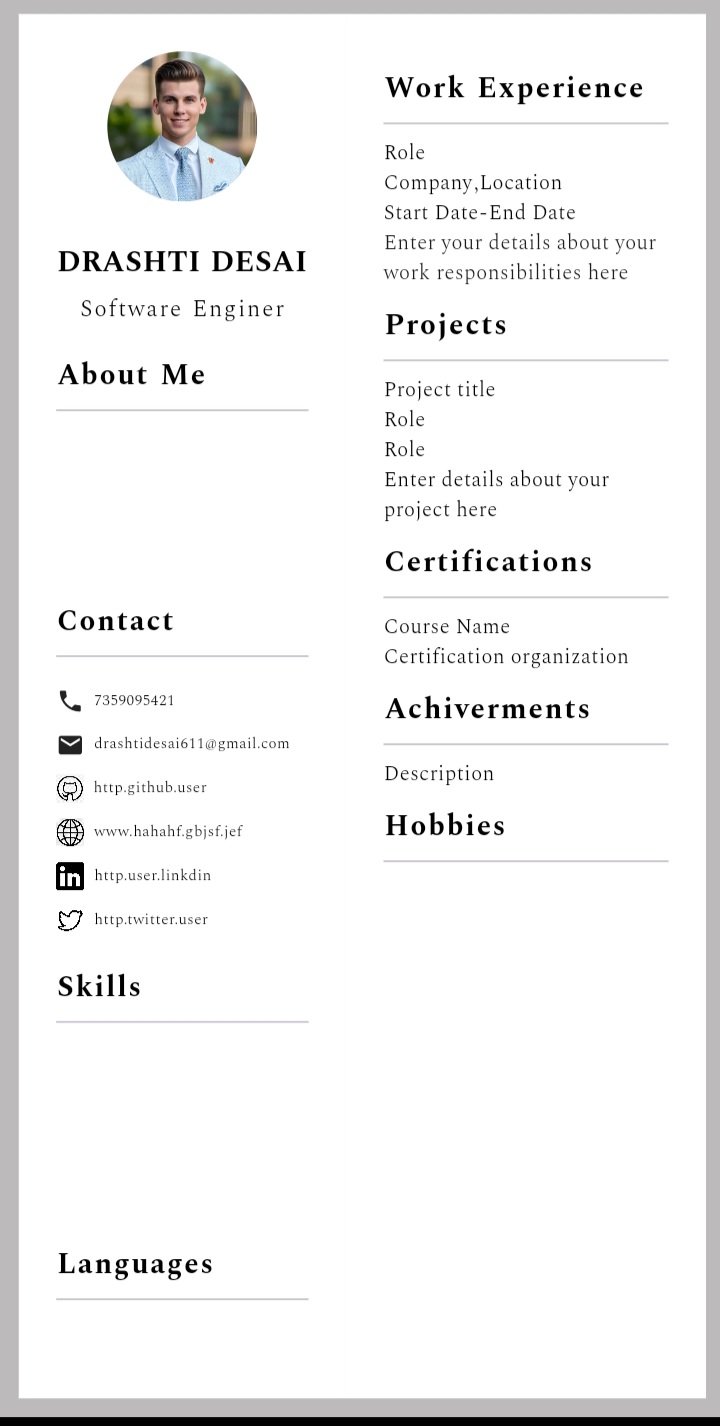 DRASHTI DESAI
Software Enginer
About Me
Contact
7359095421
drashtidesai611@gmail.com
http.github.user
www.hahahf.gbjsf.jef
in
http.user.linkdin
http.twitter.user
Skills
Languages
Work Experience
Role
Company,Location
Start Date-End Date
Enter your details about your
work responsibilities here
Projects
Project title
Role
Role
Enter details about your
project here
Certifications
Course Name
Certification organization
Achiverments
Description
Hobbies